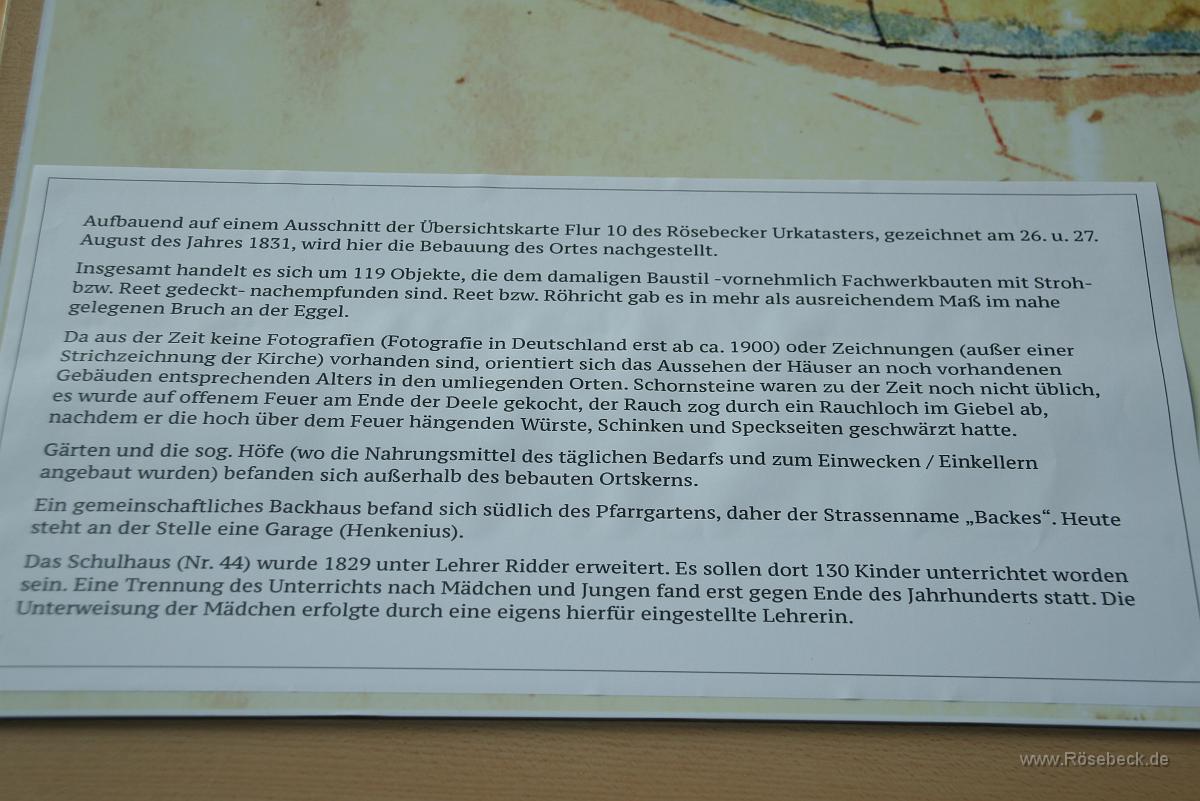 Aufbauend auf einem Ausschnitt der Übersichtskarte Flur 10 des Rösebecker Urkatasters, gezeichnet am 26. u. 27.
August des Jahres 1831, wird hier die Bebauung des Ortes nachgestellt.
Insgesamt handelt es sich um 119 Objekte, die dem damaligen Baustil -vornehmlich Fachwerkbauten mit Stroh-
bzw. Reet gedeckt- nachempfunden sind. Reet bzw. Röhricht gab es in mehr als ausreichendem Maß im nahe
gelegenen Bruch an der Eggel.
Da aus der Zeit keine Fotografien (Fotografie in Deutschland erst ab ca. 1900) oder Zeichnungen (außer einer
Strichzeichnung der Kirche) vorhanden sind, orientiert sich das Aussehen der Häuser an noch vorhandenen
Gebäuden entsprechenden Alters in den umliegenden Orten. Schornsteine waren zu der Zeit noch nicht üblich,
es wurde auf offenem Feuer am Ende der Deele gekocht, der Rauch zog durch ein Rauchloch im Giebel ab,
nachdem er die hoch über dem Feuer hängenden Würste, Schinken und Speckseiten geschwärzt hatte.
Gärten und die sog. Höfe (wo die Nahrungsmittel des täglichen Bedarfs und zum Einwecken / Einkellern
angebaut wurden) befanden sich außerhalb des bebauten Ortskerns.
Ein gemeinschaftliches Backhaus befand sich südlich des Pfarrgartens, daher der Strassenname „Backes“. Heute
steht an der Stelle eine Garage (Henkenius).
Das Schulhaus (Nr. 44) wurde 1829 unter Lehrer Ridder erweitert. Es sollen dort 130 Kinder unterrichtet worden
sein. Eine Trennung des Unterrichts nach Mädchen und Jungen fand erst gegen Ende des Jahrhunderts statt. Die
Unterweisung der Mädchen erfolgte durch eine eigens hierfür eingestellte Lehrerin.
www.Rösebeck.de